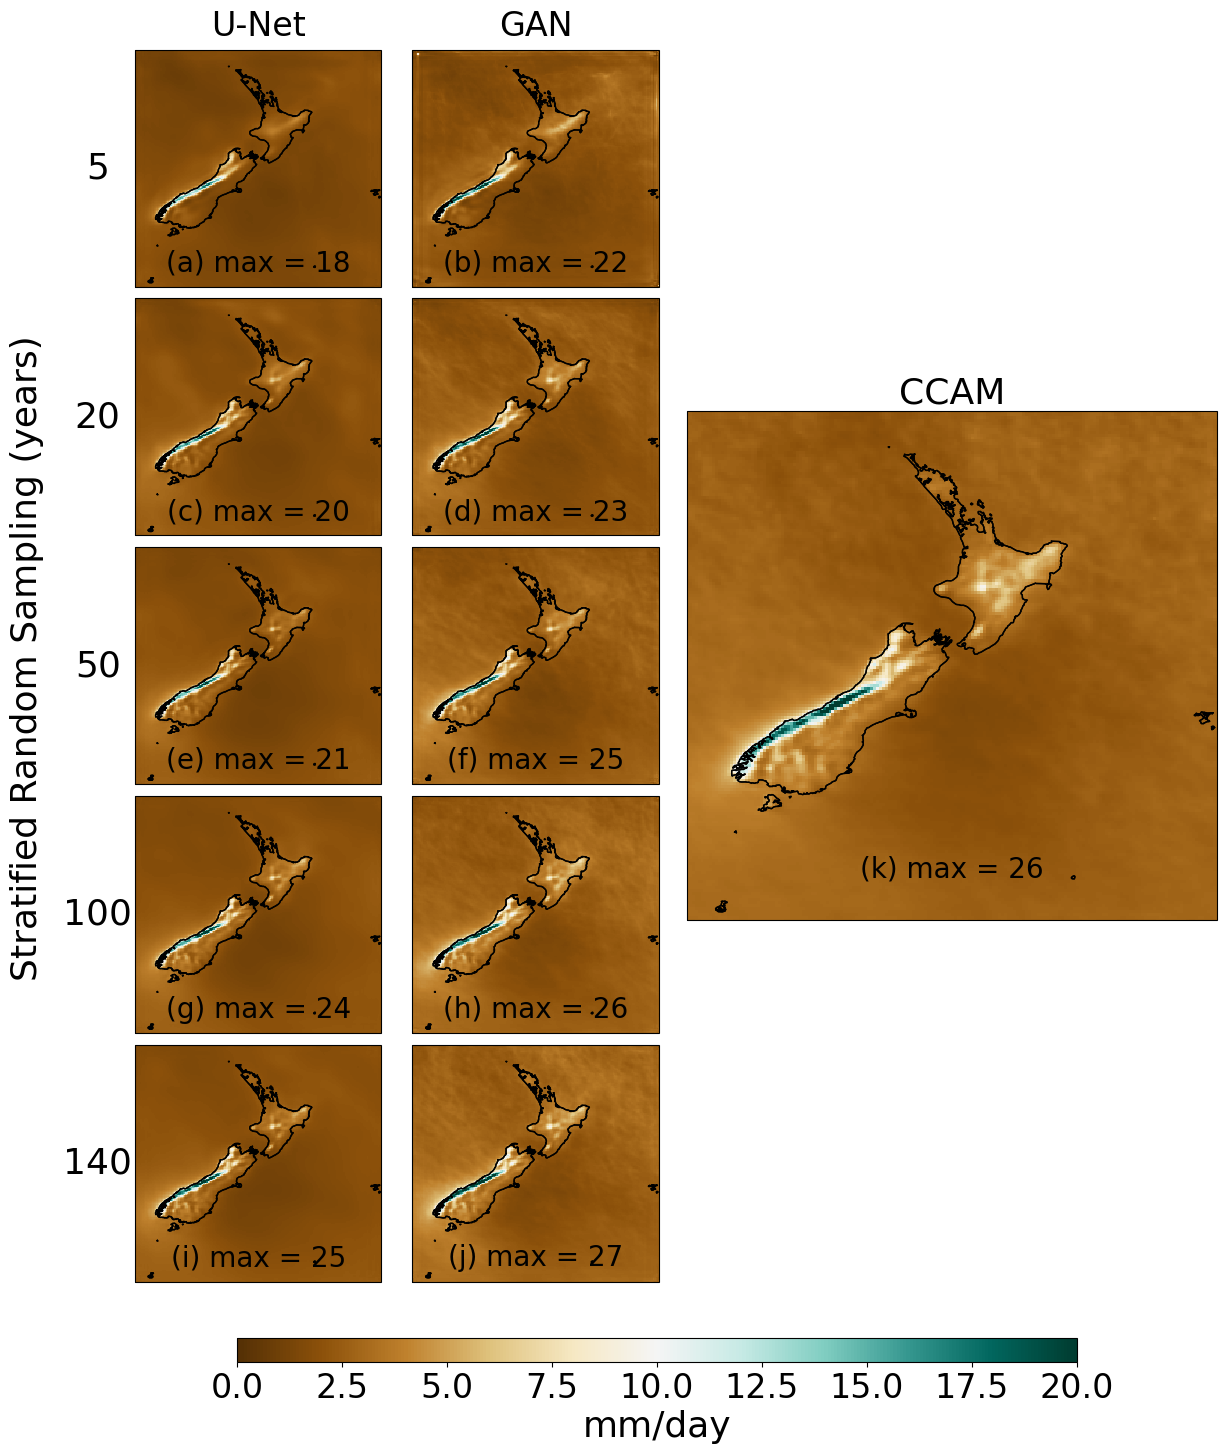 U-Net
GAN
5
(a) max = 18
(b) max = 22
20
(c) max = 20
(d) max = 23
50
(e) max = 21
(f) max = 25
100
(g) max = 24
(h) max = 26
140
(i) max = 25
(j) max = 27
Stratified Random Sampling (years)
CCAM
(k) max = 26
0.0 2.5 5.0 7.5 10.0 12.5 15.0 17.5 20.0
mm/day